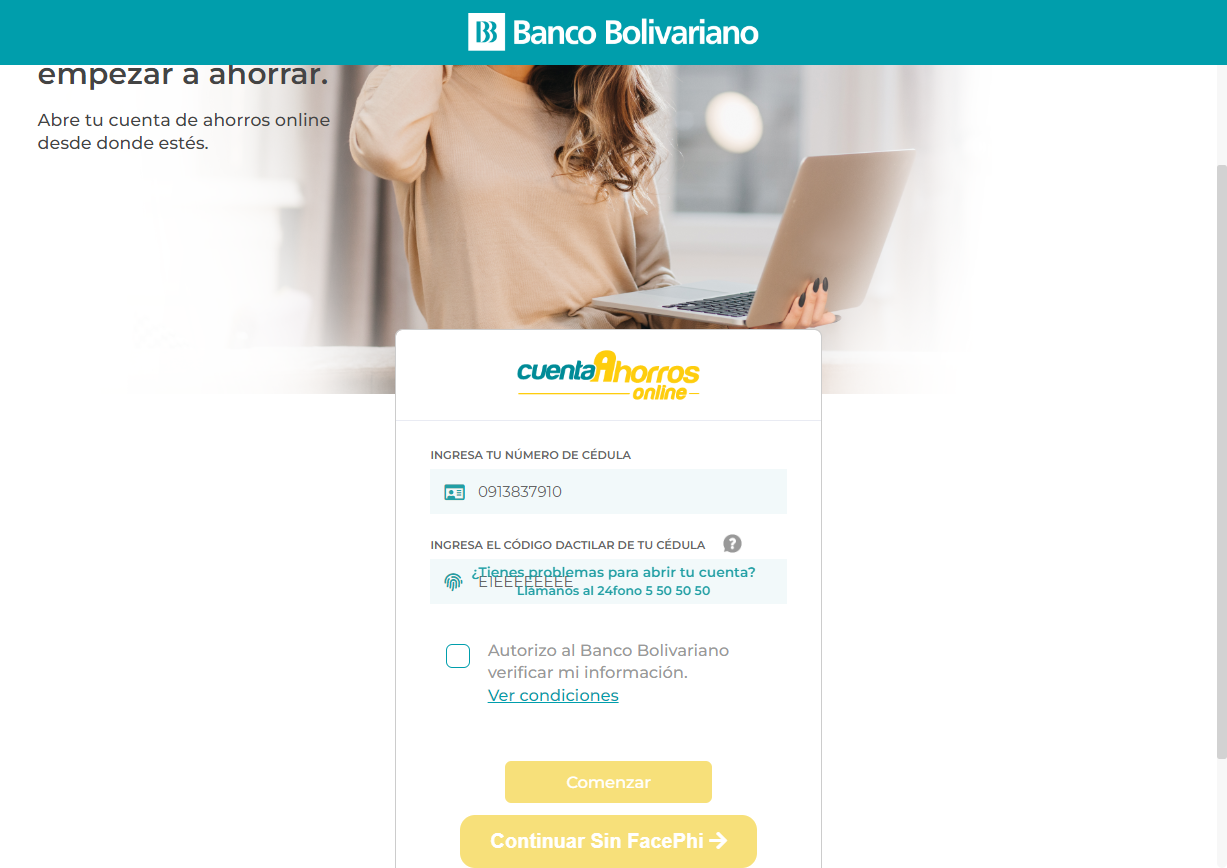 Banco Bolivariano
empezar a ahorrar.
Abre tu cuenta de ahorros online
desde donde estés.
cuentaAhorros
online
INGRESA TU NÚMERO DE CÉDULA
0913837910
INGRESA EL CÓDIGO DACTILAR DE TU CÉDULA ?
¿Tienes problemas para abrir tu cuenta?
Llámanos al 24fono 5 50 50 50
Autorizo al Banco Bolivariano
verificar mi información.
Ver condiciones
Comenzar
Continuar Sin FacePhi